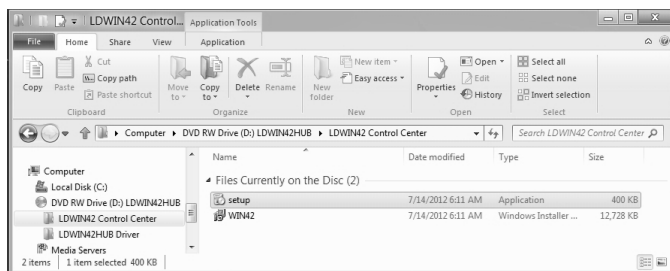 LDWIN42 Control... Application Tools
File Home Share View Application
Copy
Paste
Cut
Copy path
Paste shortcut
Clipboard
Move to
Copy to
Delete
Rename
Organize
New folder
New item
Easy access
New
Properties
Open
Edit
History
Open
Select all
Select none
Invert selection
Select
Computer DVD RW Drive (D:) LDWIN42HUB LDWIN42 Control Center Search LDWIN42 Control Center
Computer
Local Disk (C:)
DVD RW Drive (D:) LDWIN42HUB
LDWIN42 Control Center
LDWIN42HUB Driver
Media Servers
Name Date modified Type Size
Files Currently on the Disc (2)
setup 7/14/2012 6:11 AM Application 400 KB
WIN42 7/14/2012 6:11 AM Windows Installer ... 12,728 KB
2 items 1 item selected 400 KB